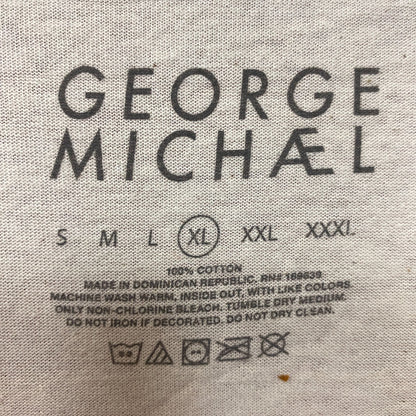 GEORGE
MICHÆL
S M L XL XXL XXXL
100% COTTON
MADE IN DOMINICAN REPUBLIC. RN# 169639
MACHINE WASH WARM, INSIDE OUT, WITH LIKE COLORS.
ONLY NON-CHLORINE BLEACH. TUMBLE DRY MEDIUM.
DO NOT IRON IF DECORATED. DO NOT DRY CLEAN.